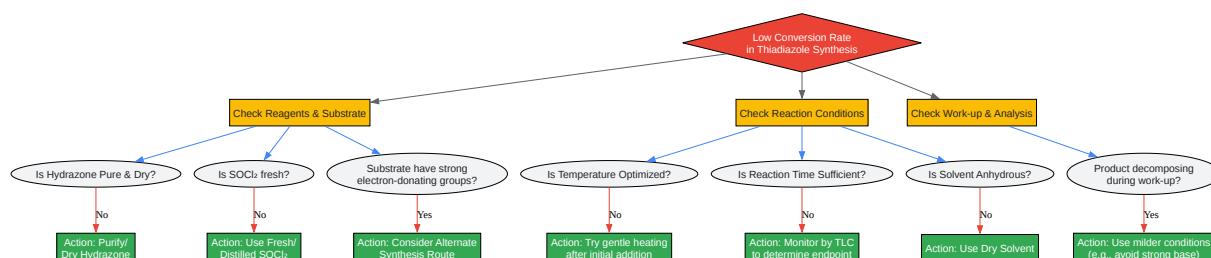 Low Conversion Rate
in Thiadiazole Synthesis
Check Reagents & Substrate
Check Reaction Conditions
Check Work-up & Analysis
Is Hydrazone Pure & Dry?
Is SOCl₂ fresh?
Substrate have strong
electron-donating groups?
Is Temperature Optimized?
Is Reaction Time Sufficient?
Is Solvent Anhydrous?
Product decomposing
during work-up?
No
No
Yes
No
No
No
Yes
Action: Purify/
Dry Hydrazone
Action: Use Fresh/
Distilled SOCl₂
Action: Consider Alternate
Synthesis Route
Action: Try gentle heating
after initial addition
Action: Monitor by TLC
to determine endpoint
Action: Use Dry Solvent
Action: Use milder conditions
(e.g., avoid strong base)